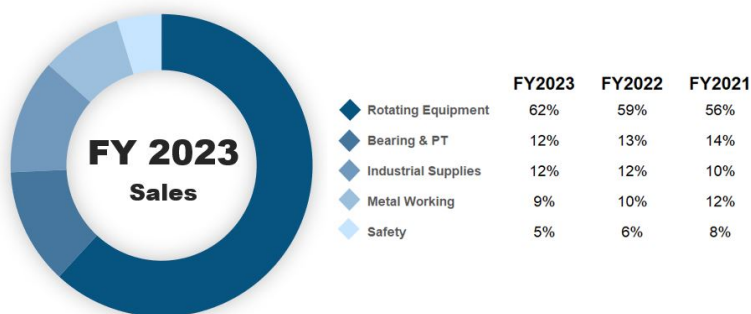 FY 2023
Sales
FY2023 FY2022 FY2021
Rotating Equipment 62% 59% 56%
Bearing & PT 12% 13% 14%
Industrial Supplies 12% 12% 10%
Metal Working 9% 10% 12%
Safety 5% 6% 8%